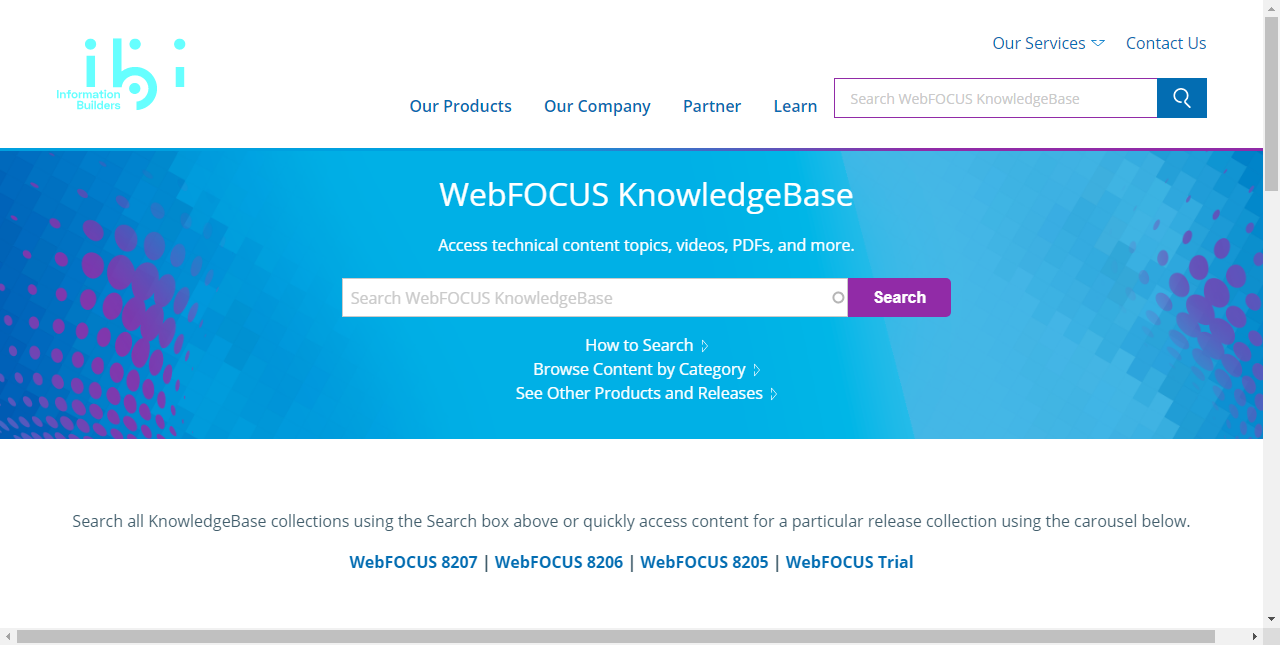 Our Services
Contact Us
ibi
Information
Builders
Our Products
Our Company
Partner
Learn
Search WebFOCUS KnowledgeBase
WebFOCUS KnowledgeBase
Access technical content topics, videos, PDFs, and more.
Search WebFOCUS KnowledgeBase
Search
How to Search
Browse Content by Category
See Other Products and Releases
Search all KnowledgeBase collections using the Search box above or quickly access content for a particular release collection using the carousel below.
WebFOCUS 8207 | WebFOCUS 8206 | WebFOCUS 8205 | WebFOCUS Trial